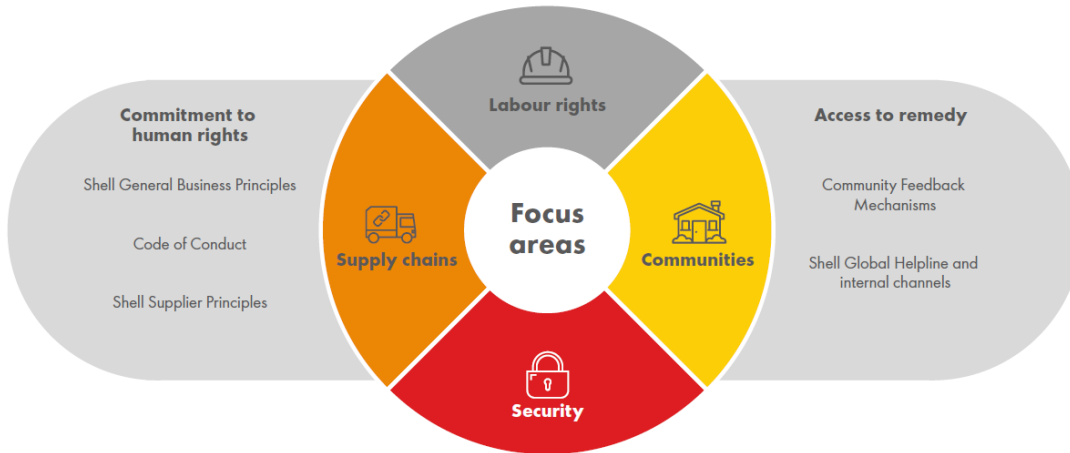 Commitment to
human rights
Shell General Business Principles
Code of Conduct
Shell Supplier Principles
Labour rights
Supply chains
Focus
areas
Communities
Security
Access to remedy
Community Feedback
Mechanisms
Shell Global Helpline and
internal channels